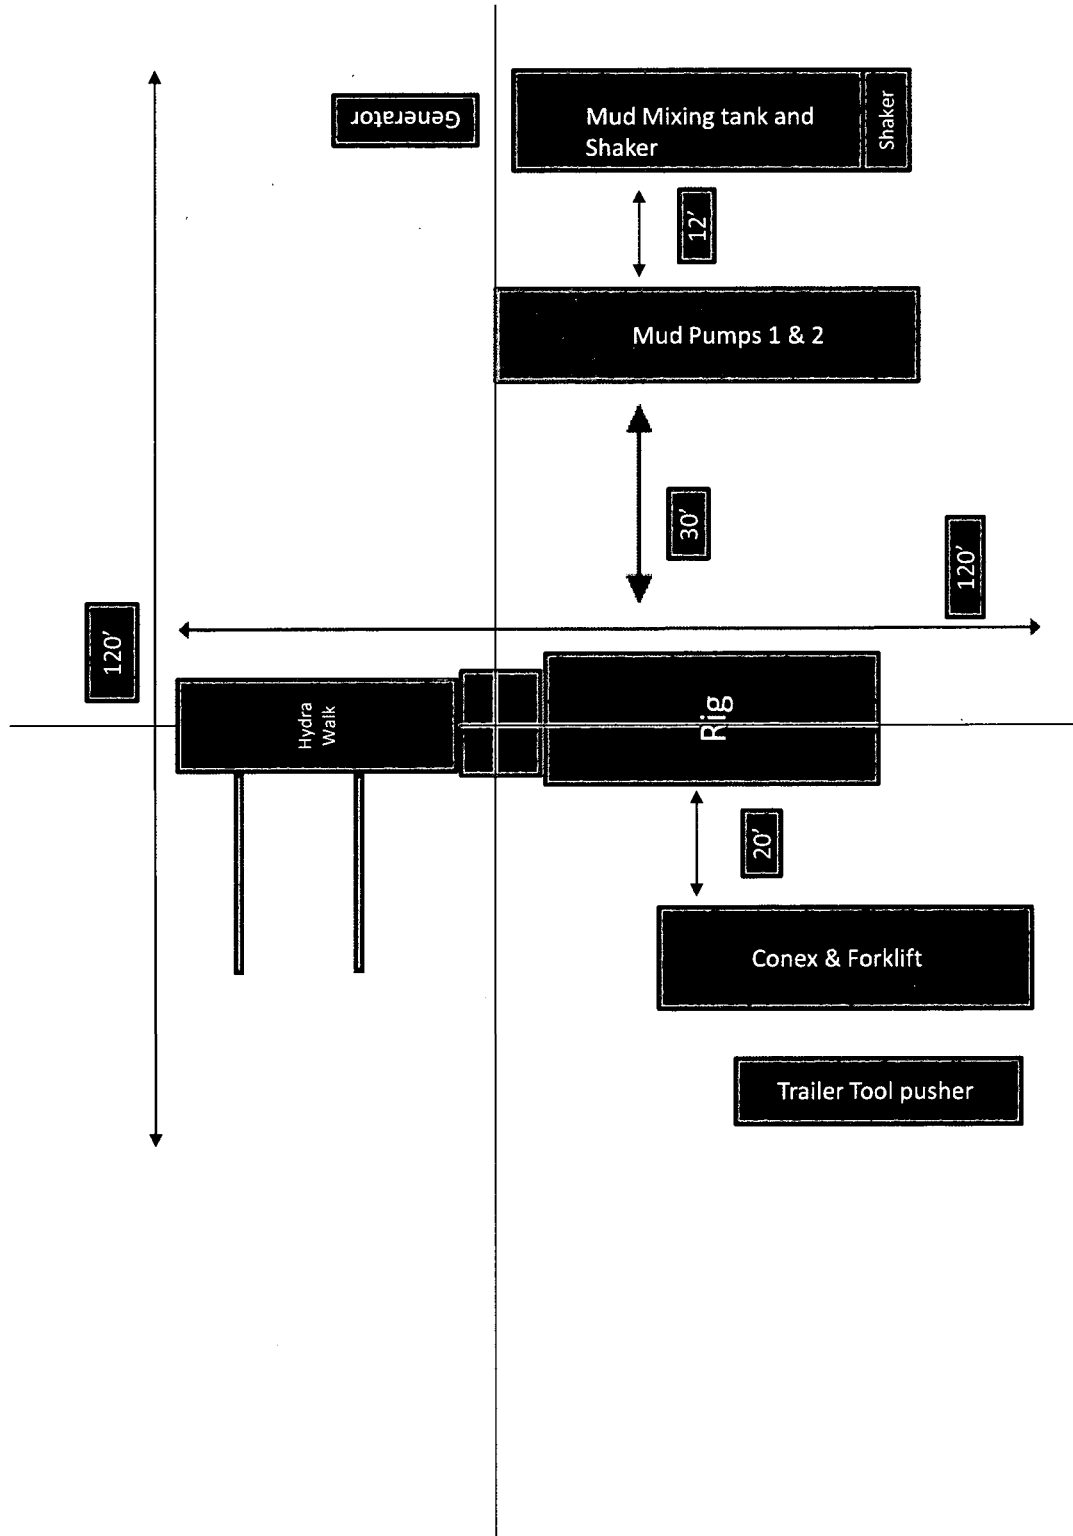 Generator
Mud Mixing tank and
Shaker
Shaker
12'
Mud Pumps 1 & 2
30'
120'
120'
Hydra
Walk
Rig
20'
Conex & Forklift
Trailer Tool pusher